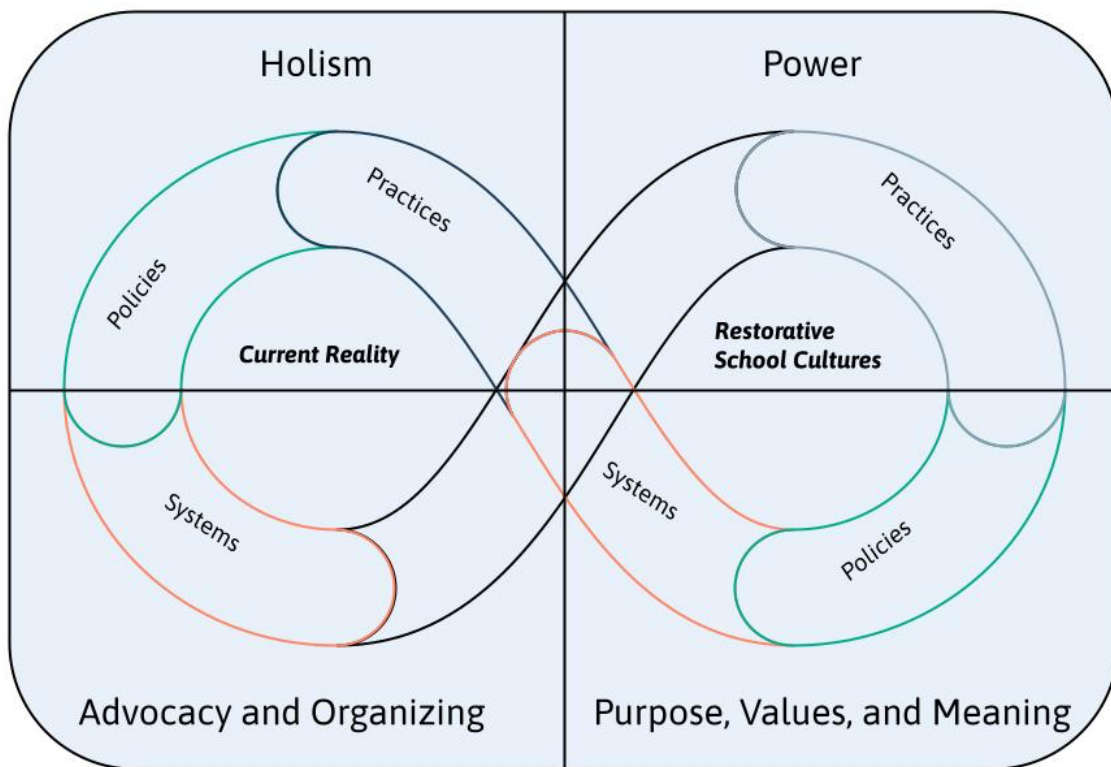 Holism
Power
Practices
Practices
Policies
Current Reality
Restorative
School Cultures
Systems
Systems
Policies
Advocacy and Organizing
Purpose, Values, and Meaning